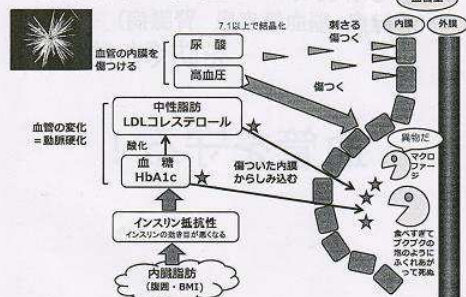 7.1以上で結晶化
刺さる
傷つく
内膜
外膜
血管の内膜を
傷つける
尿酸
高血圧
傷つく
中性脂肪
LDLコレステロール
血管の変化
=動脈硬化
酸化
血糖
HbA1c
傷ついた内膜
からしみ込む
異物だ
マクロ
ファー
ジ
インスリン抵抗性
インスリンの効き目が悪くなる
食べすぎて
ブクブクの
泡のように
ふくれあが
って死ぬ
内臓脂肪
(腹囲・BMI)